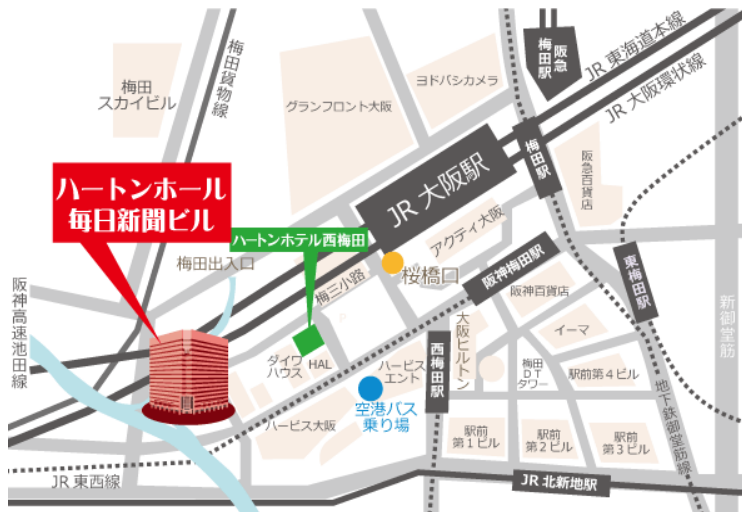 梅田
スカイビル
梅田貨物線
グランフロント大阪
ヨドバシカメラ
阪急
梅田駅
JR 東海道本線
JR 大阪環状線
梅田駅
阪急百貨店
JR 大阪駅
ハートンホール
毎日新聞ビル
ハートンホテル西梅田
梅田出入口
アクティ大阪
桜橋口
梅三小路
阪神梅田駅
東梅田駅
阪神高速池田線
阪神百貨店
新御堂筋
イーマ
大阪ヒルトン
西梅田駅
ダイワ
ハウス
HAL
ハービス
エント
梅田
DT
タワー
駅前第4ビル
空港バス
乗り場
ハービス大阪
駅前
第1ビル
駅前
第2ビル
駅前
第3ビル
地下鉄御堂筋線
JR 東西線
JR 北新地駅
P